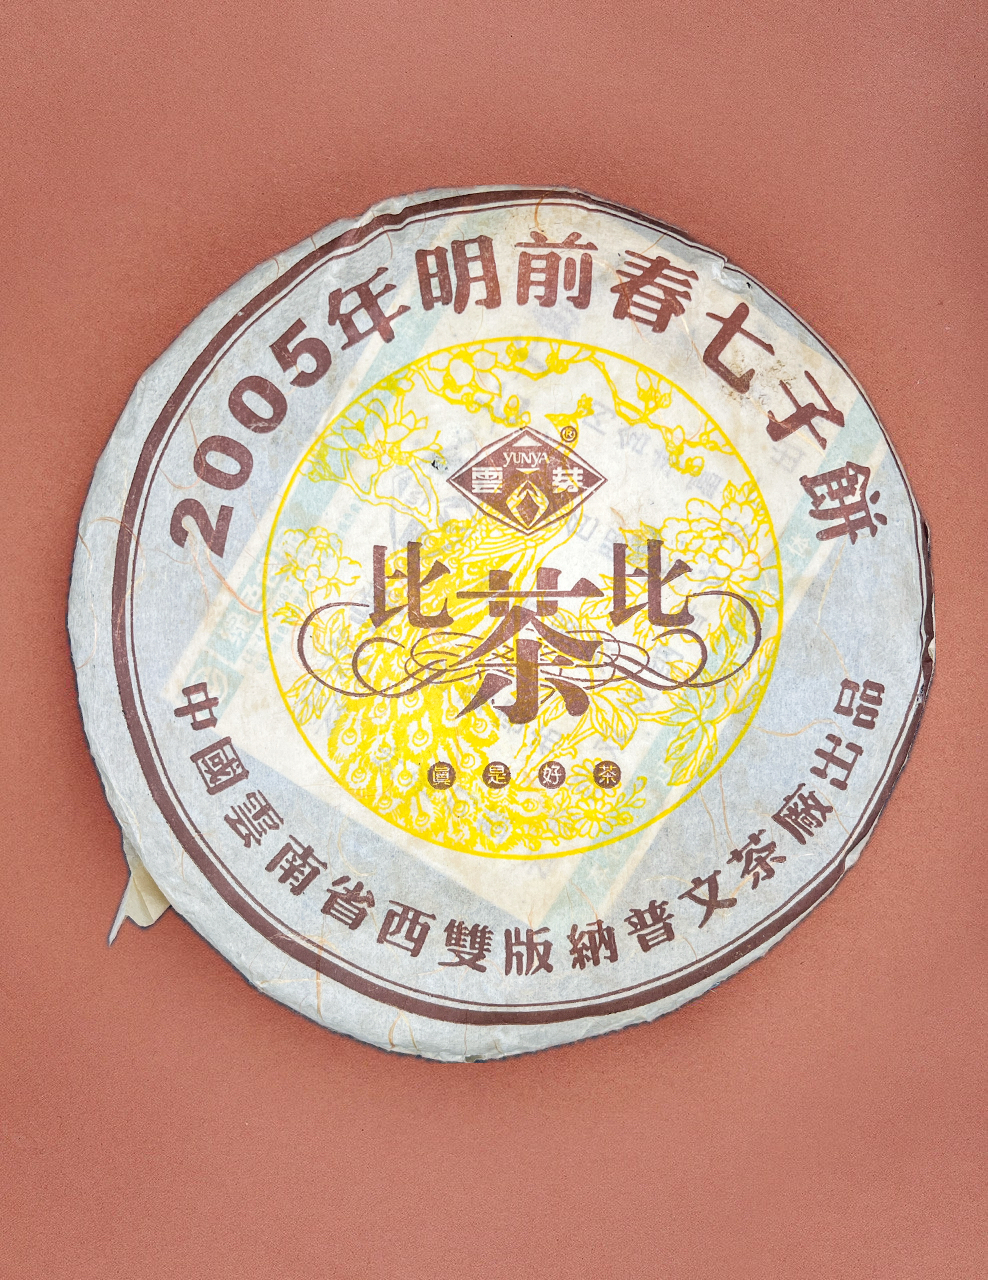 2005年明前春七子餅
YUNYA ®
雲芽
比茶比
眞是好茶
中國雲南省西雙版納普文茶廠出品